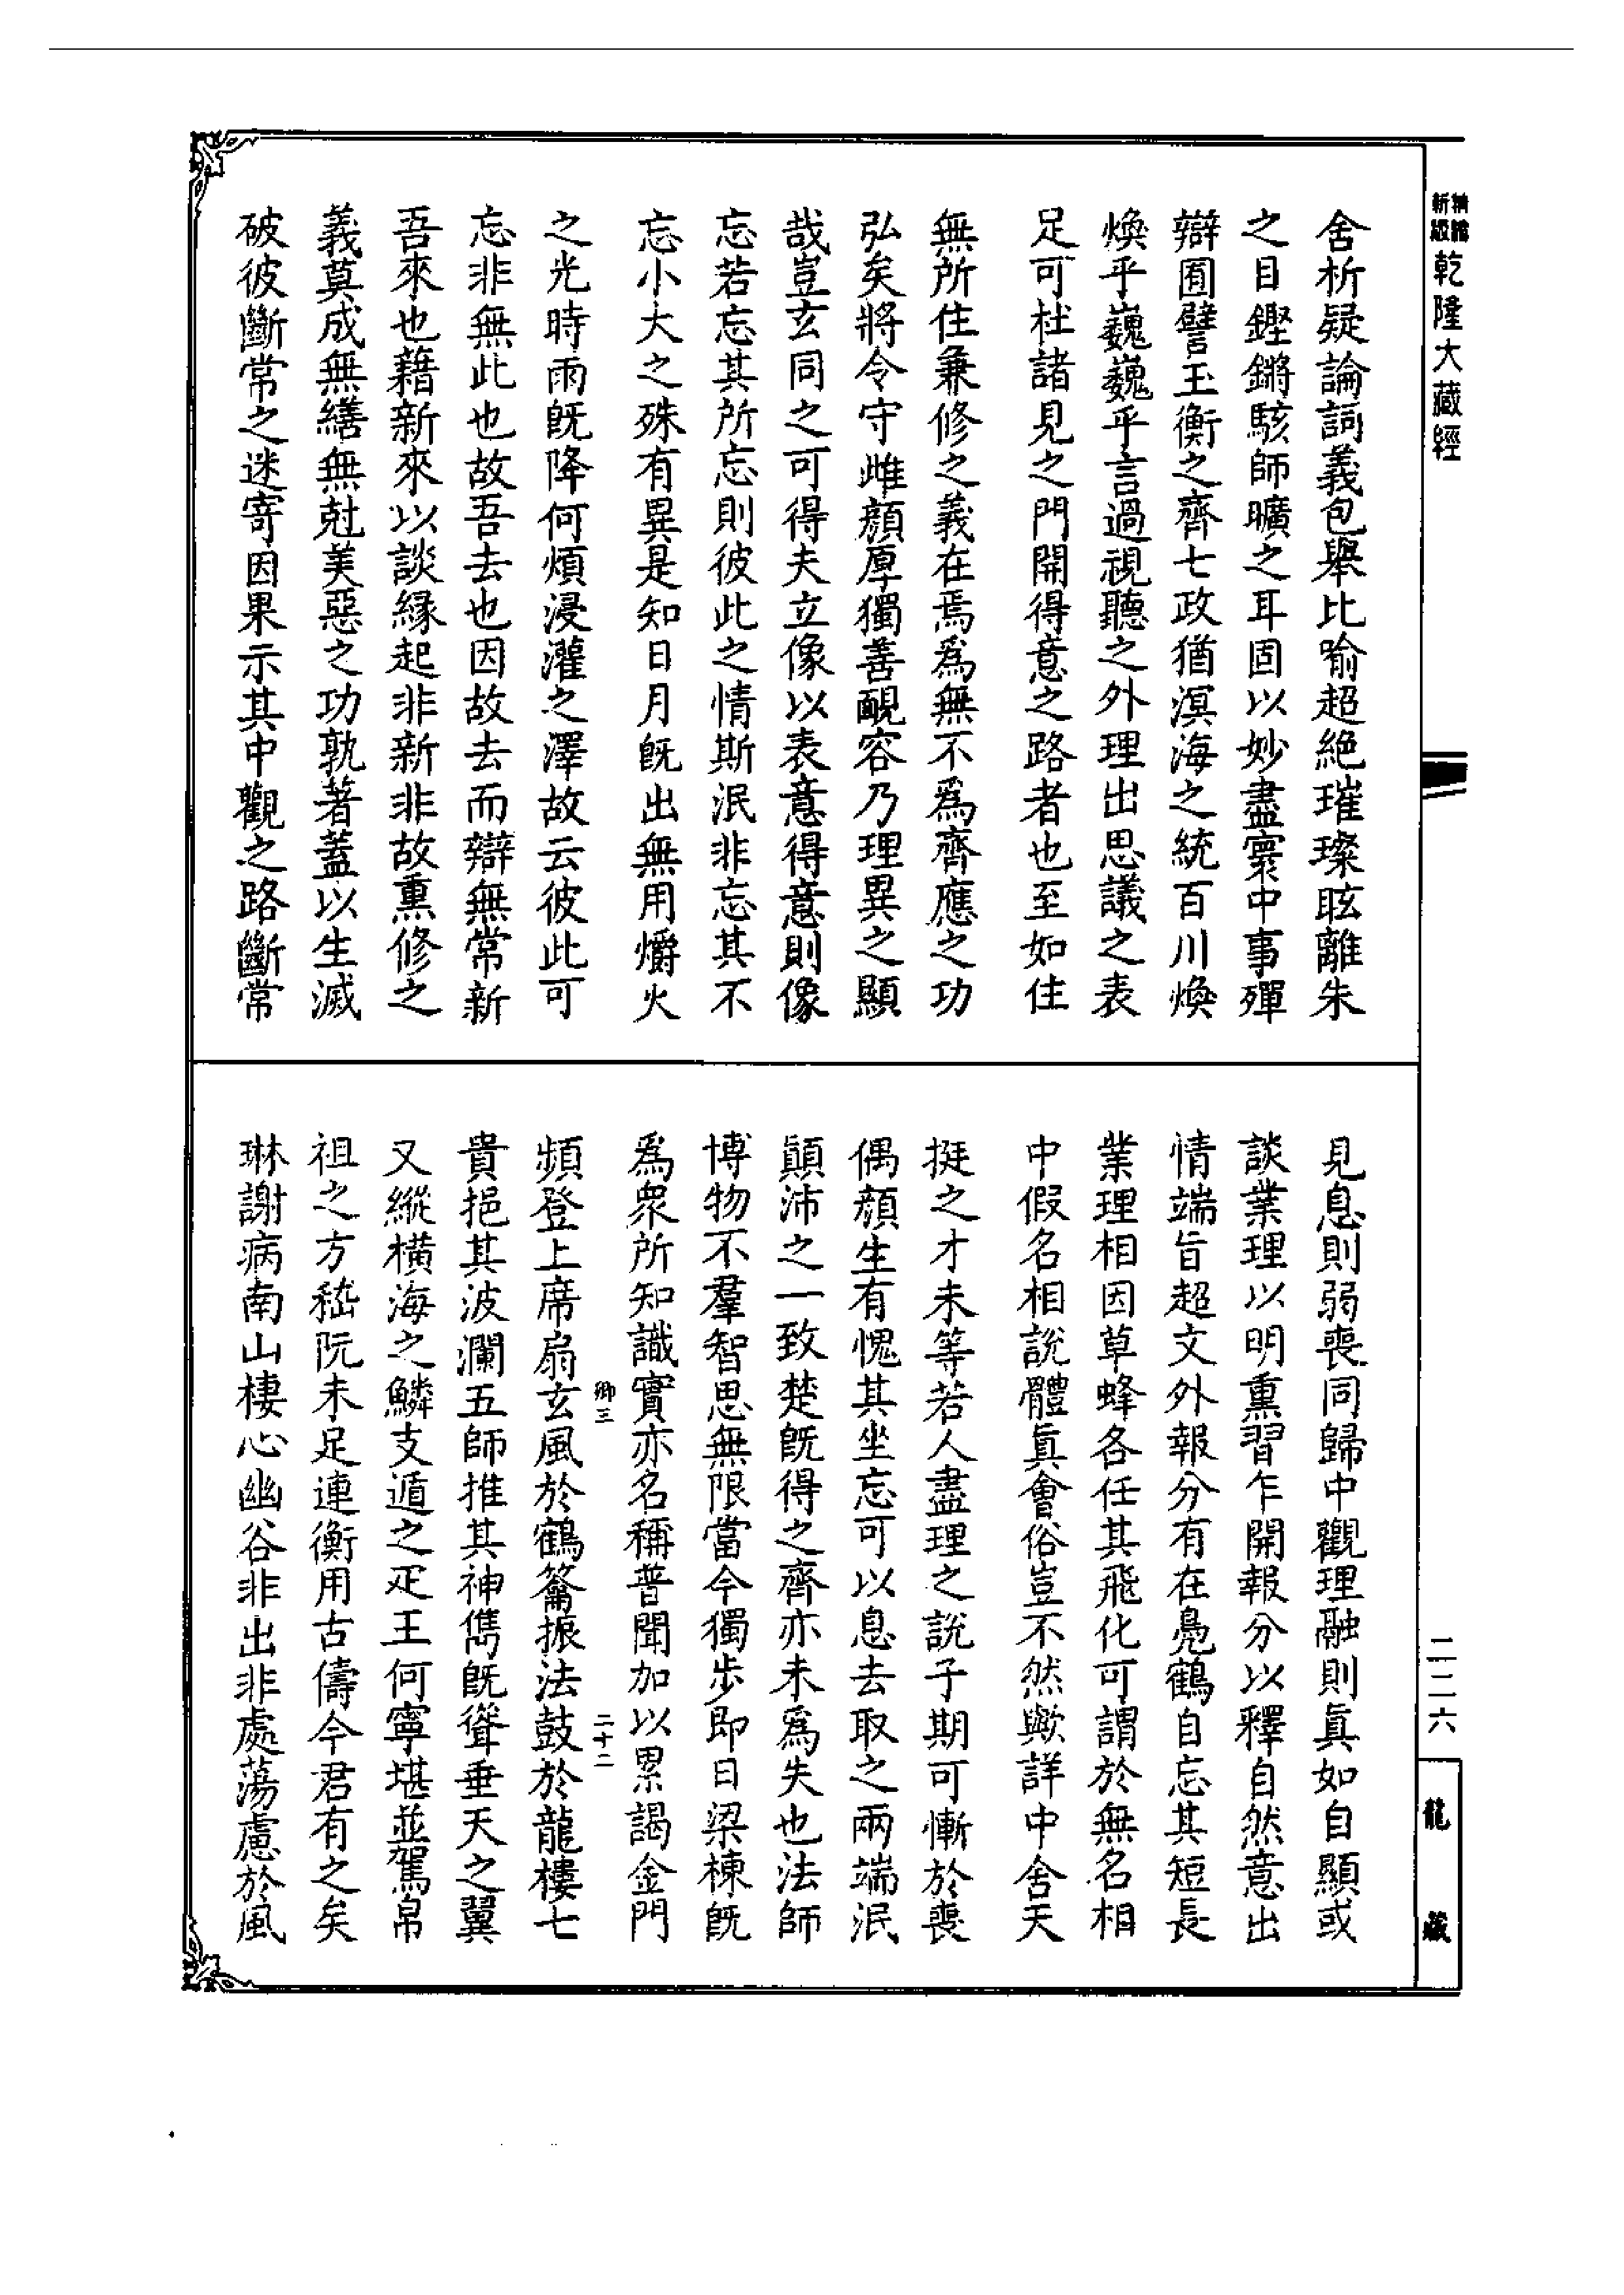 精縮
新版
乾隆大藏經
舍析疑論詞義包舉比喻超絕璀璨眩離朱
之目鏗鏘駭師曠之耳固以妙盡寰中事殫
辯囿譬玉衡之齊七政猶溟海之統百川煥
煥乎巍巍乎言過視聽之外理出思議之表
足可杜諸見之門開得意之路者也至如住
無所住兼修之義在焉爲無不爲齊應之功
弘矣將令守雌顏厚獨善靦容乃理異之顯
哉豈玄同之可得夫立像以表意得意則像
忘若忘其所忘則彼此之情斯泯非忘其不
忘小大之殊有異是知日月旣出無用爝火
之光時雨旣降何煩浸灌之澤故云彼此可
忘非無此也故吾去也因故去而辯無常新
吾來也藉新來以談緣起非新非故熏修之
義莫成無繕無尅美惡之功孰著蓋以生滅
破彼斷常之迷寄因果示其中觀之路斷常
見息則弱喪同歸中觀理融則眞如自顯或
談業理以明熏習乍開報分以釋自然意出
情端旨超文外報分有在鳧鶴自忘其短長
業理相因草蜂各任其飛化可謂於無名相
中假名相說體眞會俗豈不然歟詳中舍天
挺之才未等若人盡理之說子期可慚於喪
偶顏生有愧其坐忘可以息去取之兩端泯
顚沛之一致楚旣得之齊亦未爲失也法師
博物不羣智思無限當今獨步即日梁棟旣
爲衆所知識實亦名稱普聞加以累謁金門
卿三
二十二
頻登上席扇玄風於鶴籥振法鼓於龍樓七
貴挹其波瀾五師推其神儁旣聳垂天之翼
又縱橫海之鱗支遁之疋王何寧堪並駕帛
祖之方嵇阮未足連衡用古儔今君有之矣
琳謝病南山棲心幽谷非出非處蕩慮於風
二二六
龍藏